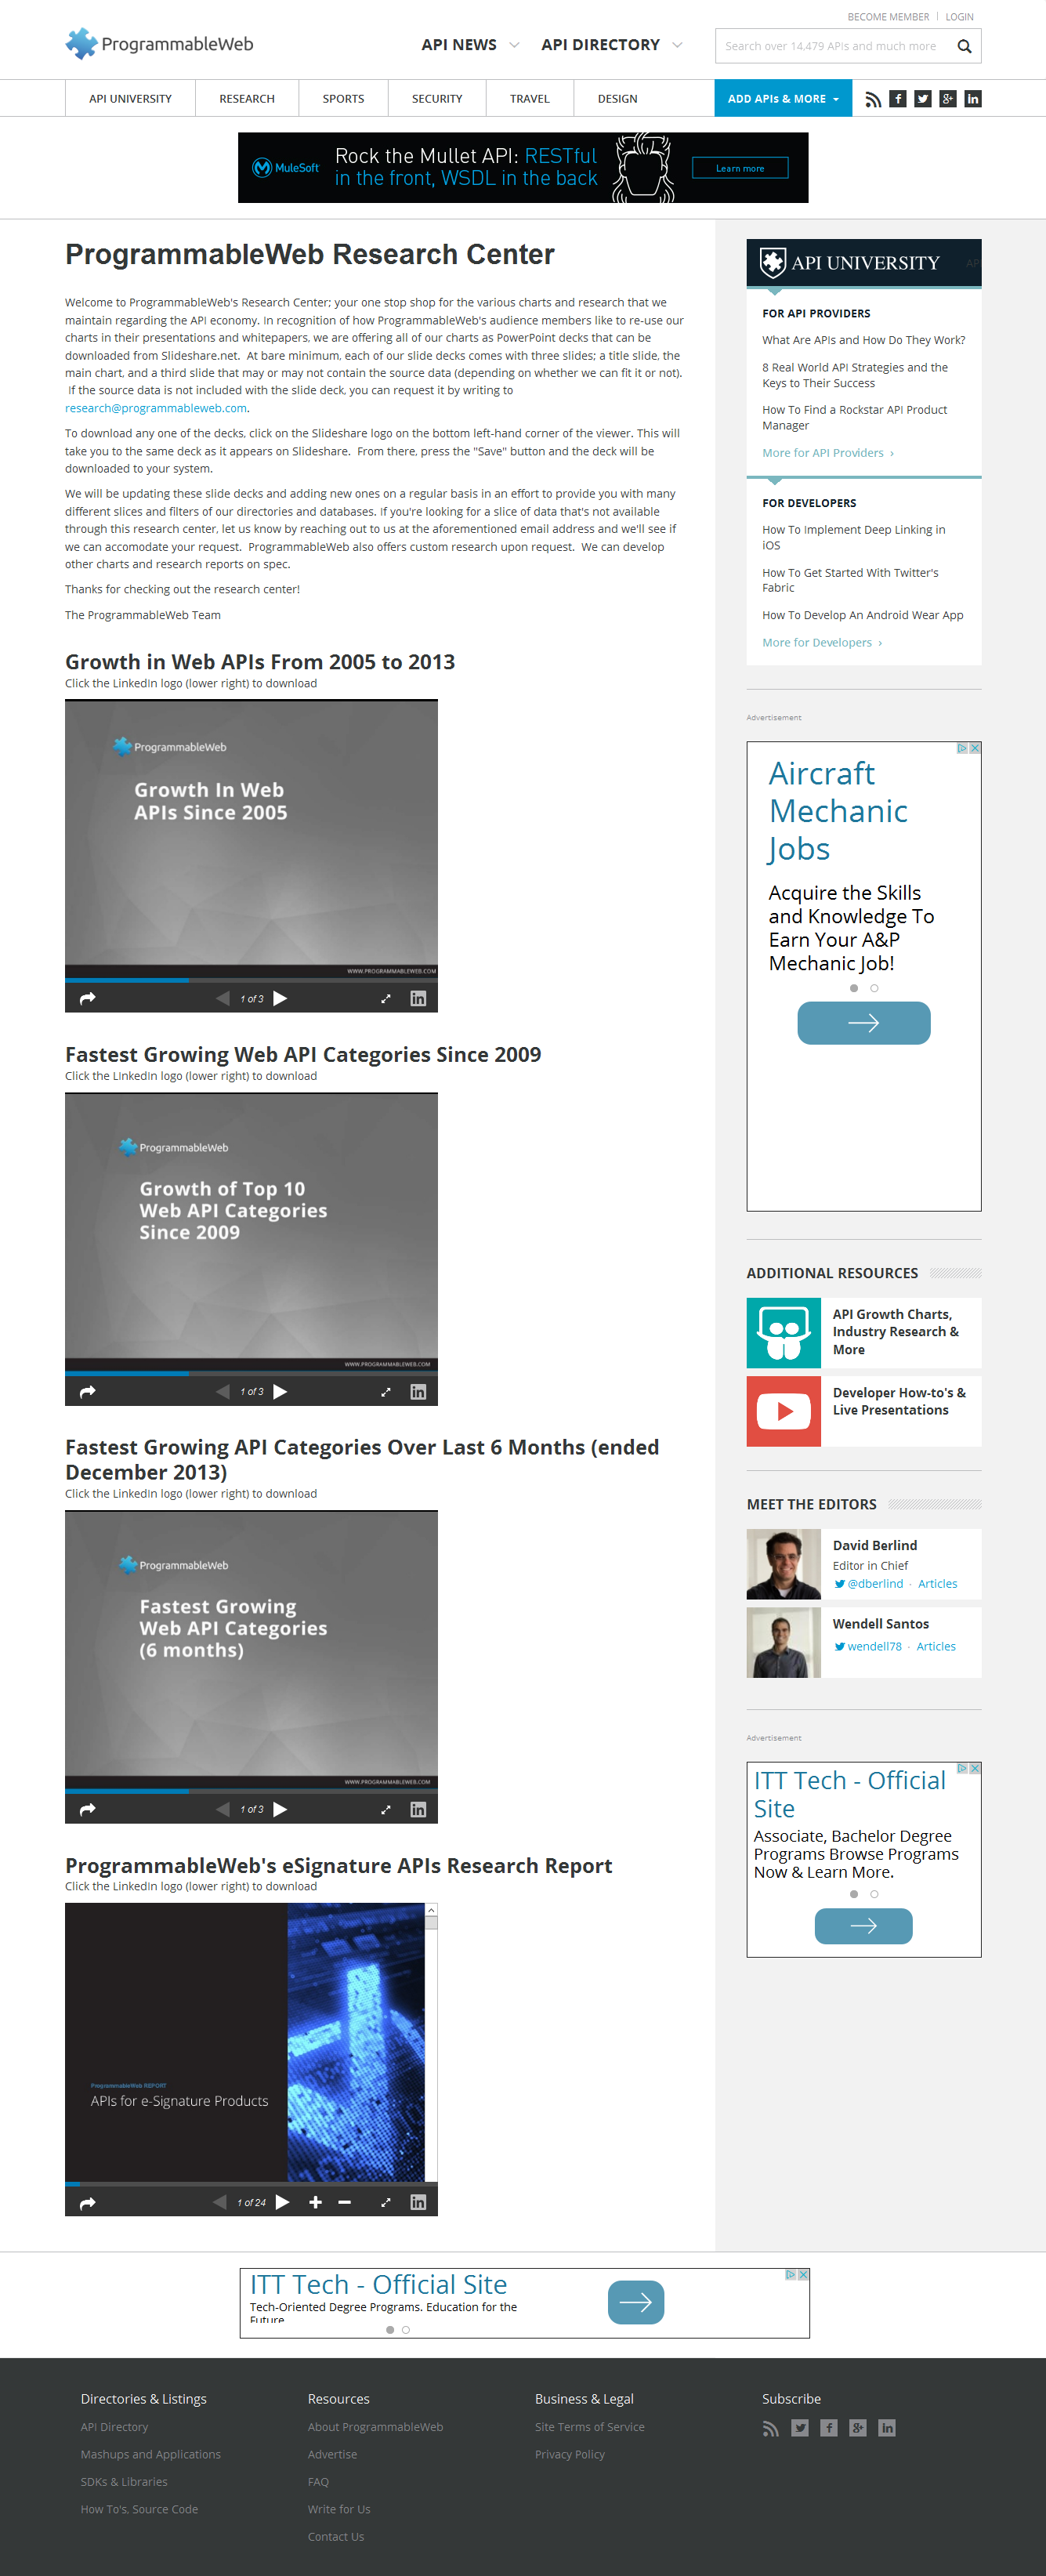 BECOME MEMBER | LOGIN
ProgrammableWeb
API NEWS
API DIRECTORY
Search over 14,479 APIs and much more
API UNIVERSITY
RESEARCH
SPORTS
SECURITY
TRAVEL
DESIGN
ADD APIs & MORE
MuleSoft
Rock the Mullet API: RESTful
in the front, WSDL in the back
Learn more
ProgrammableWeb Research Center
Welcome to ProgrammableWeb's Research Center; your one stop shop for the various charts and research that we
maintain regarding the API economy. In recognition of how ProgrammableWeb's audience members like to re-use our
charts in their presentations and whitepapers, we are offering all of our charts as PowerPoint decks that can be
downloaded from Slideshare.net.  At bare minimum, each of our slide decks comes with three slides; a title slide, the
main chart, and a third slide that may or may not contain the source data (depending on whether we can fit it or not).
If the source data is not included with the slide deck, you can request it by writing to
research@programmableweb.com.
To download any one of the decks, click on the Slideshare logo on the bottom left-hand corner of the viewer. This will
take you to the same deck as it appears on Slideshare.  From there, press the "Save" button and the deck will be
downloaded to your system.
We will be updating these slide decks and adding new ones on a regular basis in an effort to provide you with many
different slices and filters of our directories and databases. If you're looking for a slice of data that's not available
through this research center, let us know by reaching out to us at the aforementioned email address and we'll see if
we can accomodate your request.  ProgrammableWeb also offers custom research upon request.  We can develop
other charts and research reports on spec.
Thanks for checking out the research center!
The ProgrammableWeb Team
Growth in Web APIs From 2005 to 2013
Click the LinkedIn logo (lower right) to download
ProgrammableWeb
Growth In Web
APIs Since 2005
WWW.PROGRAMMABLEWEB.COM
1 of 3
Fastest Growing Web API Categories Since 2009
Click the LInkedIn logo (lower right) to download
ProgrammableWeb
Growth of Top 10
Web API Categories
Since 2009
WWW.PROGRAMMABLEWEB.COM
1 of 3
Fastest Growing API Categories Over Last 6 Months (ended
December 2013)
Click the LinkedIn logo (lower right) to download
ProgrammableWeb
Fastest Growing
Web API Categories
(6 months)
WWW.PROGRAMMABLEWEB.COM
1 of 3
ProgrammableWeb's eSignature APIs Research Report
Click the LinkedIn logo (lower right) to download
ProgrammableWeb REPORT
APIs for e-Signature Products
1 of 24
API UNIVERSITY
AP
FOR API PROVIDERS
What Are APIs and How Do They Work?
8 Real World API Strategies and the
Keys to Their Success
How To Find a Rockstar API Product
Manager
More for API Providers ›
FOR DEVELOPERS
How To Implement Deep Linking in
iOS
How To Get Started With Twitter's
Fabric
How To Develop An Android Wear App
More for Developers ›
Advertisement
Aircraft
Mechanic
Jobs
Acquire the Skills
and Knowledge To
Earn Your A&P
Mechanic Job!
ADDITIONAL RESOURCES
API Growth Charts,
Industry Research &
More
Developer How-to's &
Live Presentations
MEET THE EDITORS
David Berlind
Editor in Chief
@dberlind · Articles
Wendell Santos
wendell78 · Articles
Advertisement
ITT Tech - Official
Site
Associate, Bachelor Degree
Programs Browse Programs
Now & Learn More.
ITT Tech - Official Site
Tech-Oriented Degree Programs. Education for the
Future
Directories & Listings
API Directory
Mashups and Applications
SDKs & Libraries
How To's, Source Code
Resources
About ProgrammableWeb
Advertise
FAQ
Write for Us
Contact Us
Business & Legal
Site Terms of Service
Privacy Policy
Subscribe